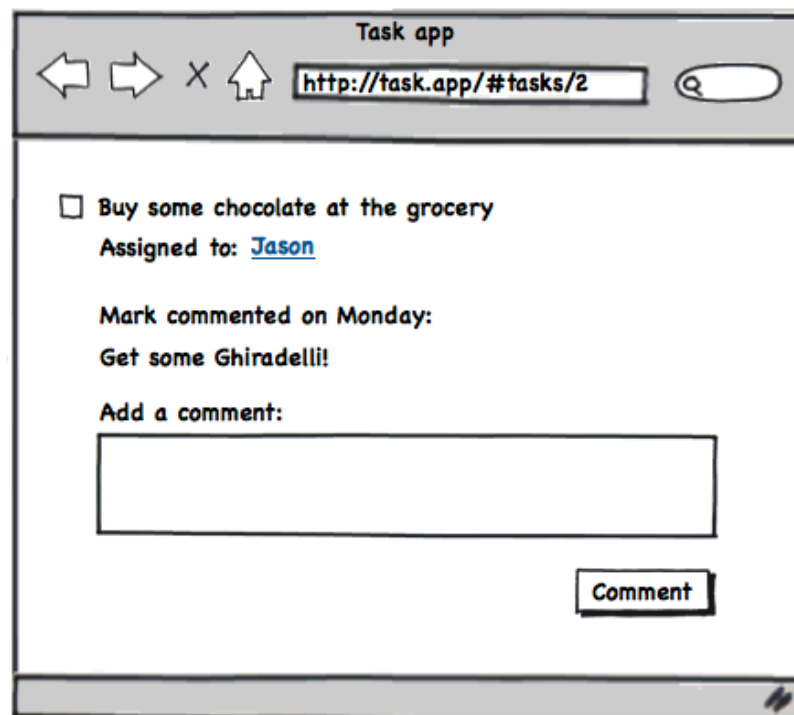 Task app
http://task.app/#tasks/2
Buy some chocolate at the grocery
Assigned to: Jason
Mark commented on Monday:
Get some Ghiradelli!
Add a comment:
Comment